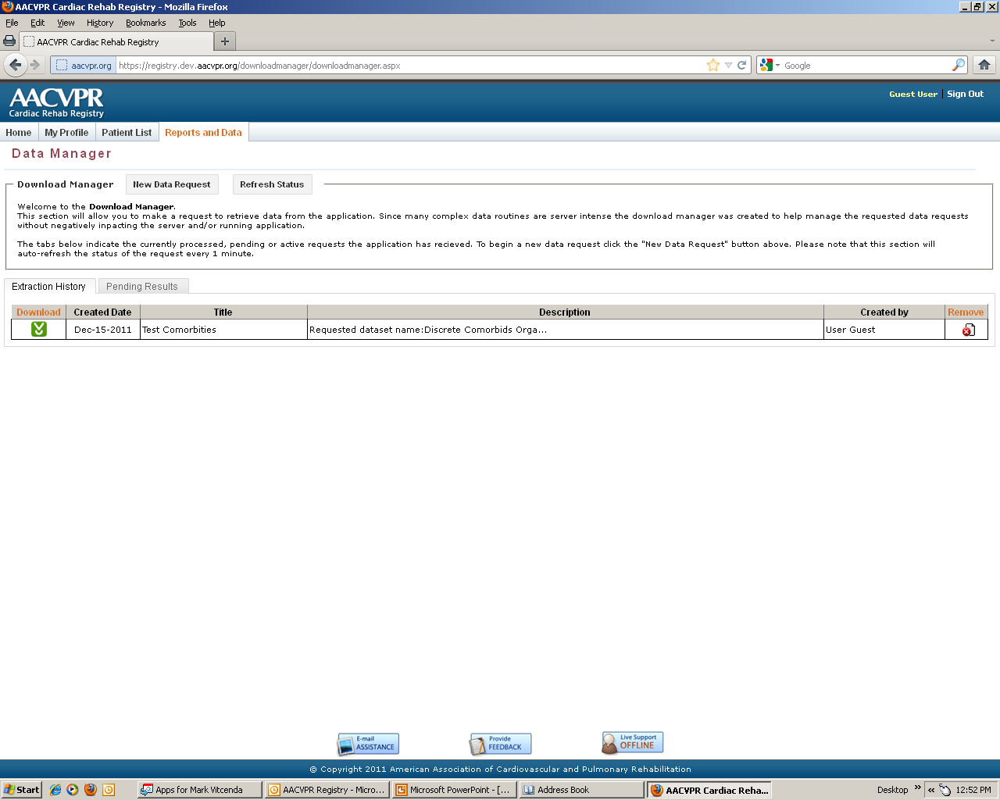 AACVPR Cardiac Rehab Registry - Mozilla Firefox
File Edit View History Bookmarks Tools Help
AACVPR Cardiac Rehab Registry
aacvpr.org https://registry.dev.aacvpr.org/downloadmanager/downloadmanager.aspx Google
AACVPR
Cardiac Rehab Registry
Guest User Sign Out
Home My Profile Patient List Reports and Data
Data Manager
Download Manager New Data Request Refresh Status
Welcome to the Download Manager.
This section will allow you to make a request to retrieve data from the application. Since many complex data routines are server intense the download manager was created to help manage the requested data requests
without negatively inpacting the server and/or running application.
The tabs below indicate the currently processed, pending or active requests the application has recieved. To begin a new data request click the "New Data Request" button above. Please note that this section will
auto-refresh the status of the request every 1 minute.
Extraction History Pending Results
Download Created Date Title Description Created by Remove
Dec-15-2011 Test Comorbities Requested dataset name:Discrete Comorbids Orga... User Guest
E-mail
ASSISTANCE
Provide
FEEDBACK
Live Support
OFFLINE
© Copyright 2011 American Association of Cardiovascular and Pulmonary Rehabilitation
Start Apps for Mark Vitcenda AACVPR Registry - Micro... Microsoft PowerPoint - [... Address Book AACVPR Cardiac Reha... Desktop » « 12:52 PM